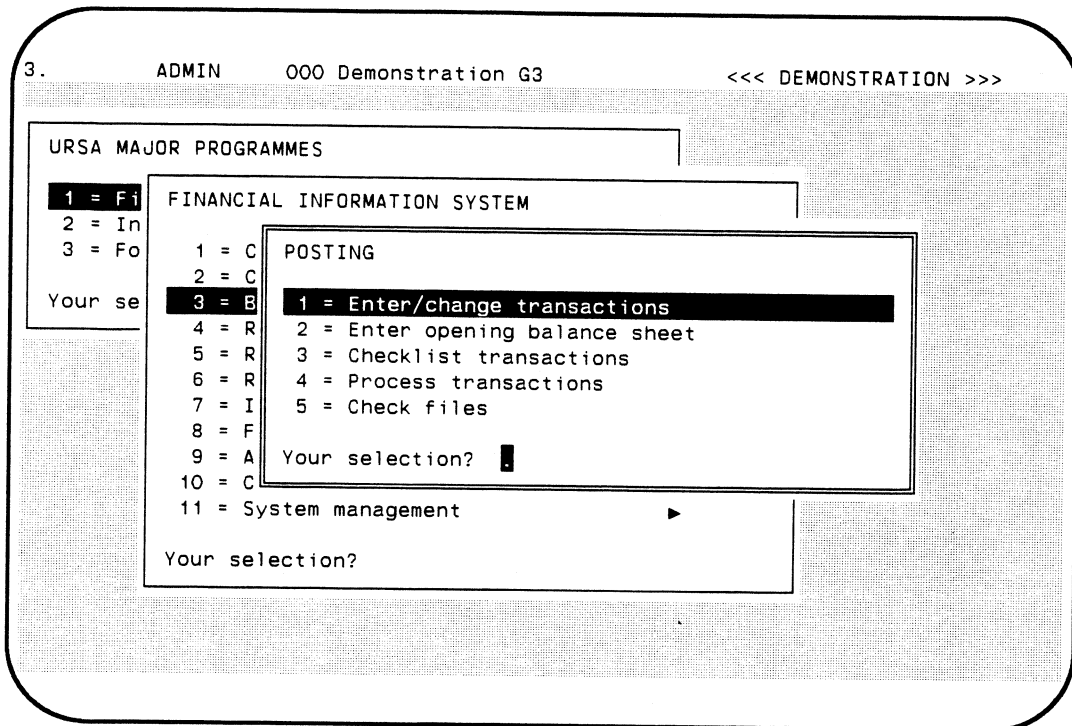 3. ADMIN 000 Demonstration G3 <<< DEMONSTRATION >>>
URSA MAJOR PROGRAMMES
1 = Fi
2 = In
3 = Fo
Your se
FINANCIAL INFORMATION SYSTEM
1 = C
2 = C
3 = B
4 = R
5 = R
6 = R
7 = I
8 = F
9 = A
10 = C
11 = System management ►
Your selection?
POSTING
1 = Enter/change transactions
2 = Enter opening balance sheet
3 = Checklist transactions
4 = Process transactions
5 = Check files
Your selection? .